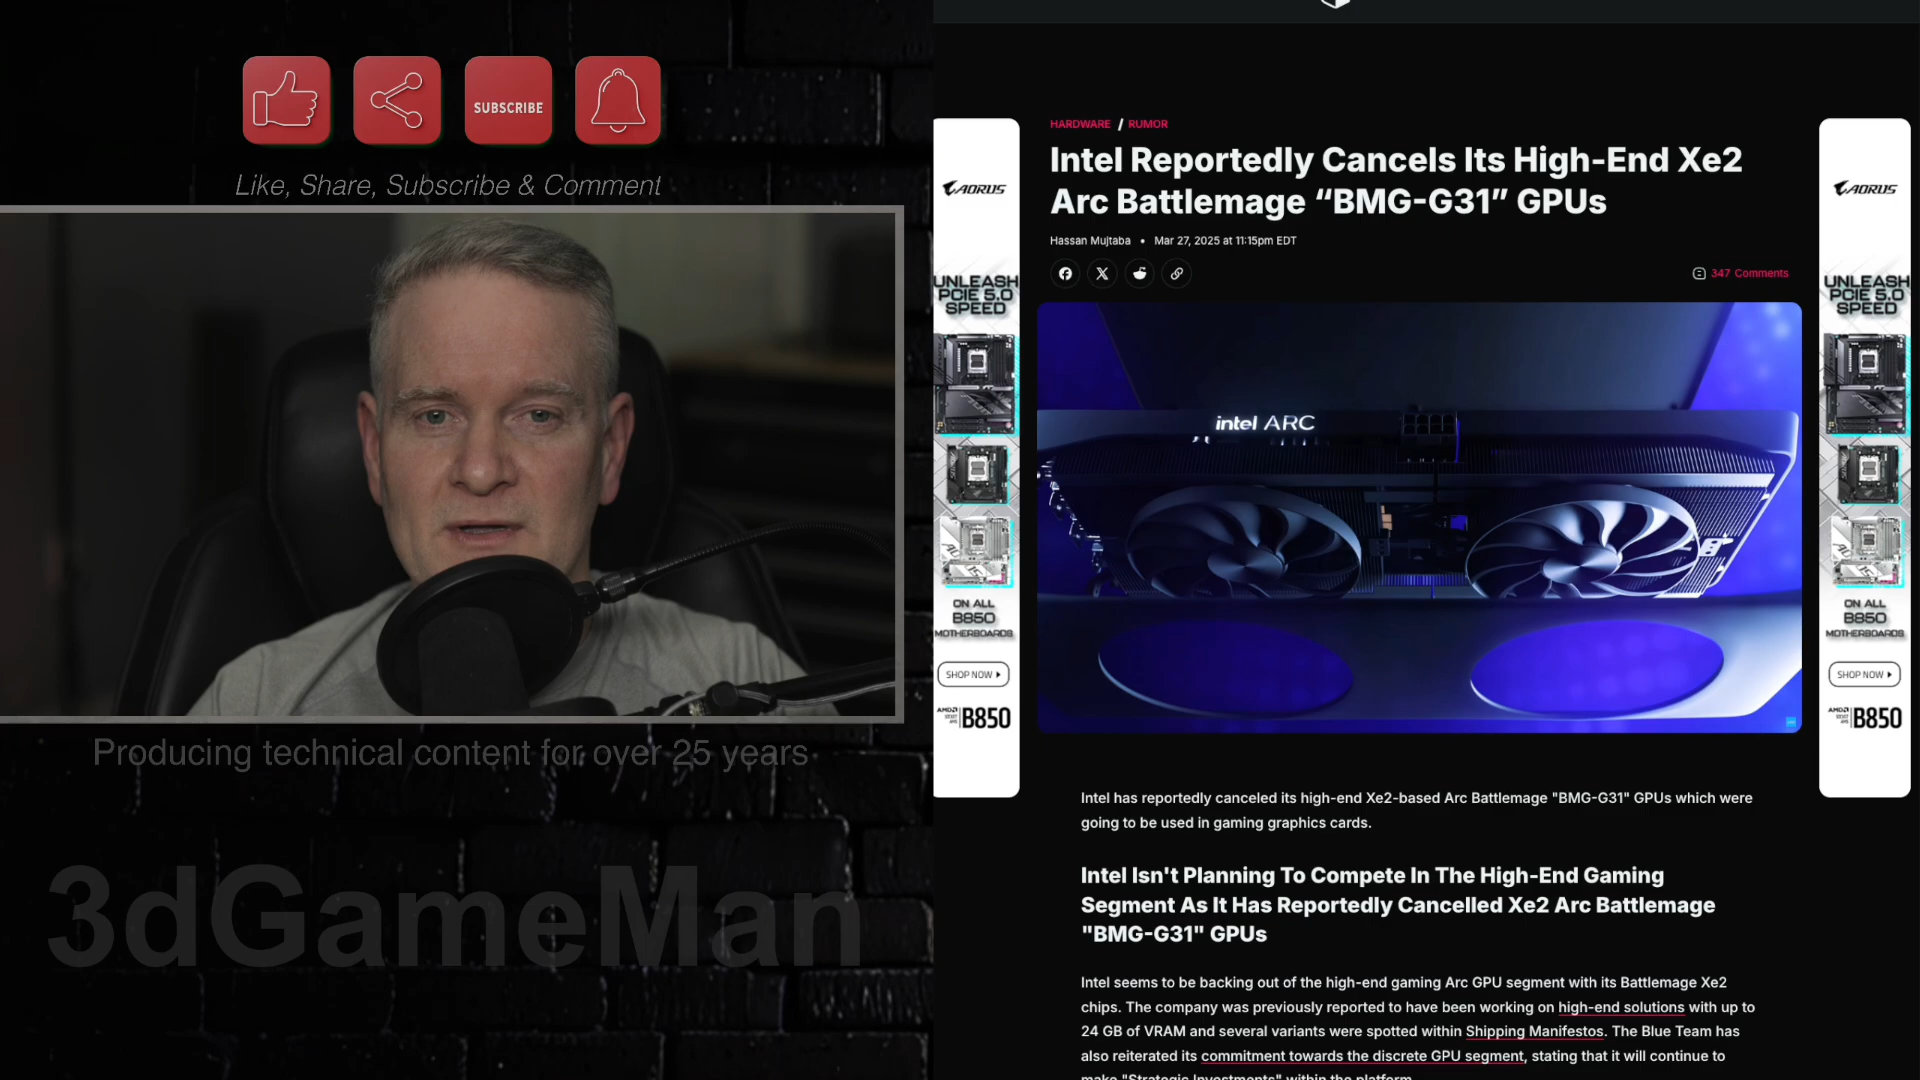 SUBSCRIBE
Like, Share, Subscribe & Comment
Producing technical content for over 25 years
3dGameMan
HARDWARE / RUMOR
Intel Reportedly Cancels Its High-End Xe2
Arc Battlemage “BMG-G31” GPUs
Hassan Mujtaba • Mar 27, 2025 at 11:15pm EDT
347 Comments
intel ARC
Intel has reportedly canceled its high-end Xe2-based Arc Battlemage "BMG-G31" GPUs which were
going to be used in gaming graphics cards.
Intel Isn't Planning To Compete In The High-End Gaming
Segment As It Has Reportedly Cancelled Xe2 Arc Battlemage
"BMG-G31" GPUs
Intel seems to be backing out of the high-end gaming Arc GPU segment with its Battlemage Xe2
chips. The company was previously reported to have been working on high-end solutions with up to
24 GB of VRAM and several variants were spotted within Shipping Manifestos. The Blue Team has
also reiterated its commitment towards the discrete GPU segment, stating that it will continue to
make "Strategic Investments" within the platform.
AORUS
UNLEASH
PCIE 5.0
SPEED
ON ALL
B850
MOTHERBOARDS
SHOP NOW
AMD
B850
AORUS
UNLEASH
PCIE 5.0
SPEED
ON ALL
B850
MOTHERBOARDS
SHOP NOW
AMD
B850